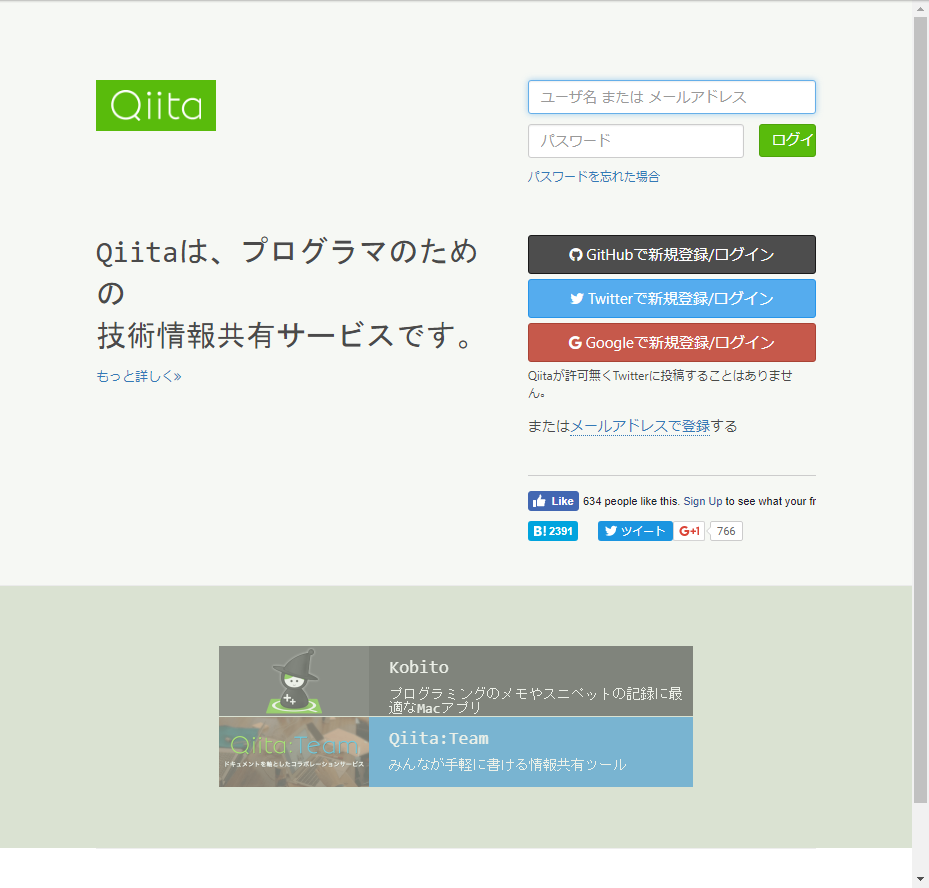 Qiita
ユーザ名 または メールアドレス
パスワード
ログイ
パスワードを忘れた場合
Qiitaは、プログラマのため
の
技術情報共有サービスです。
もっと詳しく»
GitHubで新規登録/ログイン
Twitterで新規登録/ログイン
Googleで新規登録/ログイン
Qiitaが許可無くTwitterに投稿することはありませ
ん。
またはメールアドレスで登録する
Like 634 people like this. Sign Up to see what your fr
B! 2391 ツイート G+1 766
Kobito
プログラミングのメモやスニペットの記録に最
適なMacアプリ
Qiita:Team
ドキュメントを軸としたコラボレーションサービス
Qiita:Team
みんなが手軽に書ける情報共有ツール